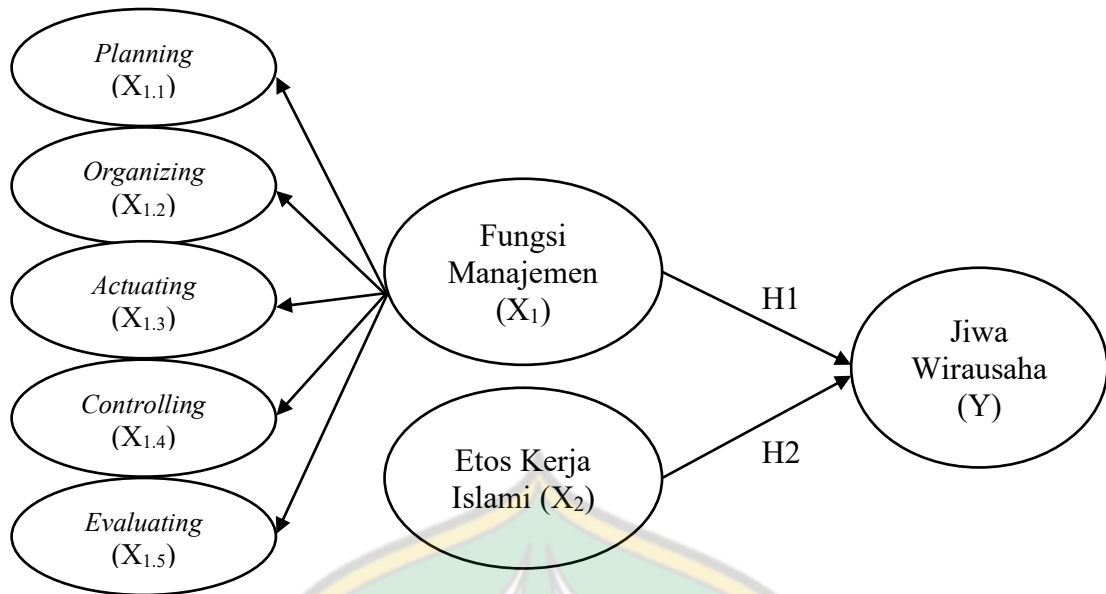 Planning
(X1.1)
Organizing
(X1.2)
Actuating
(X1.3)
Controlling
(X1.4)
Evaluating
(X1.5)
Fungsi
Manajemen
(X1)
Etos Kerja
Islami (X2)
H1
H2
Jiwa
Wirausaha
(Y)